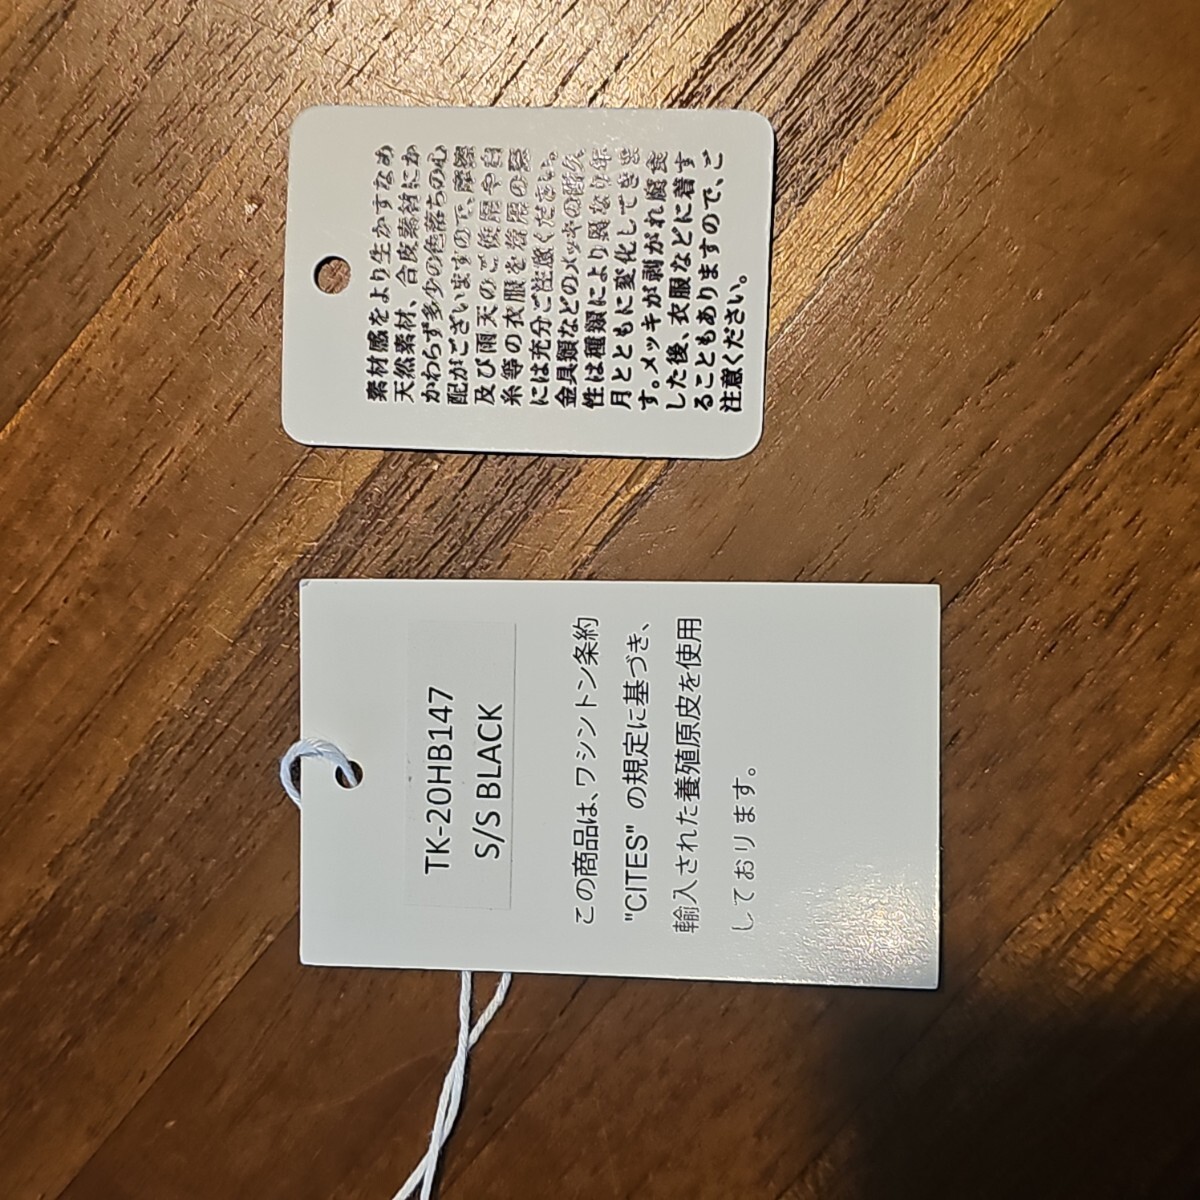 素材感をより生かすなめ
天然素材、合皮素材にか
かわらず多少の色落ちの心
配がございますので、摩擦
及び雨天のご使用や白
糸等の衣服を着用の際
には充分ご注意ください。
金具類などのメッキの耐久
性は種類により異なり年
月とともに変化してきま
す。メッキが剥がれ腐食
した後、衣服などに着す
ることもありますので、ご
注意ください。
TK-20HB147
S/S BLACK
この商品は、ワシントン条約
"CITES" の規定に基づき、
輸入された養殖原皮を使用
しております。